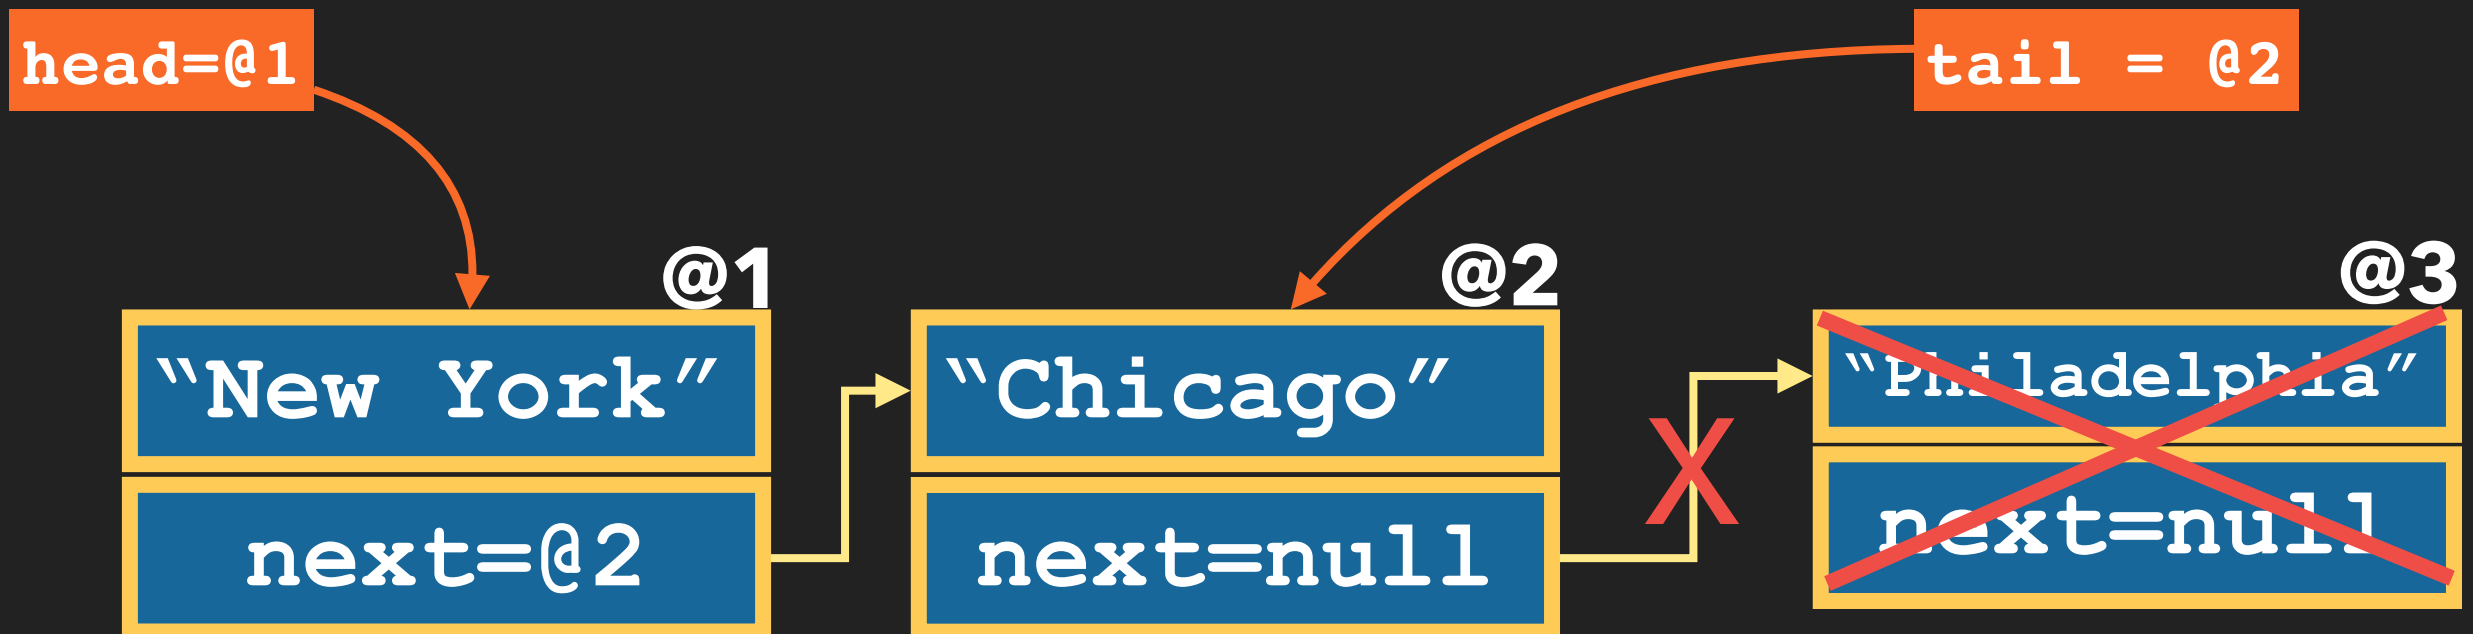 head=@1
tail = @2
@1
@2
@3
“New York”
“Chicago”
“Philadelphia”
next=@2
next=null
next=null
X